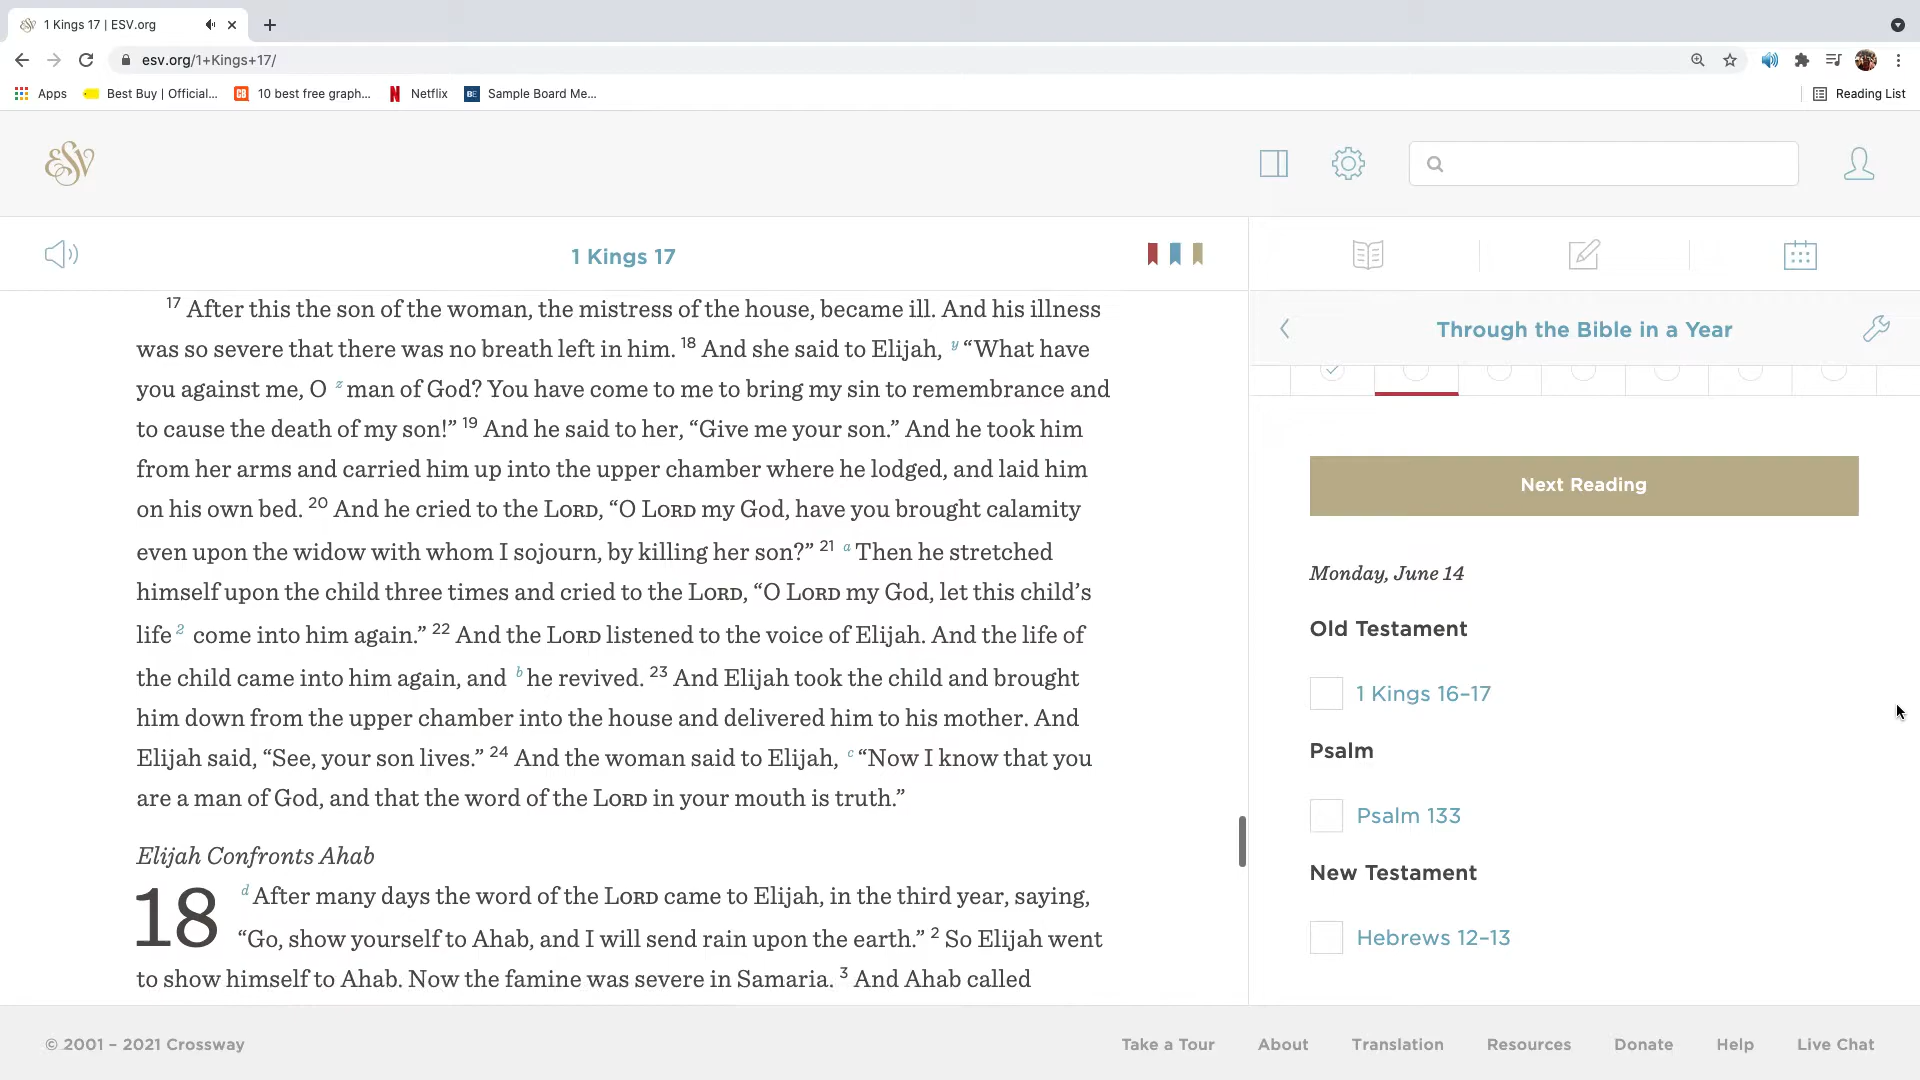 1 Kings 17 | ESV.org
esv.org/1+Kings+17/
Apps
Best Buy | Official...
10 best free graph...
Netflix
Sample Board Me...
Reading List
ESV
1 Kings 17
17 After this the son of the woman, the mistress of the house, became ill. And his illness
was so severe that there was no breath left in him. 18 And she said to Elijah, y “What have
you against me, O z man of God? You have come to me to bring my sin to remembrance and
to cause the death of my son!” 19 And he said to her, “Give me your son.” And he took him
from her arms and carried him up into the upper chamber where he lodged, and laid him
on his own bed. 20 And he cried to the LORD, “O LORD my God, have you brought calamity
even upon the widow with whom I sojourn, by killing her son?” 21 a Then he stretched
himself upon the child three times and cried to the LORD, “O LORD my God, let this child’s
life 2 come into him again.” 22 And the LORD listened to the voice of Elijah. And the life of
the child came into him again, and b he revived. 23 And Elijah took the child and brought
him down from the upper chamber into the house and delivered him to his mother. And
Elijah said, “See, your son lives.” 24 And the woman said to Elijah, c “Now I know that you
are a man of God, and that the word of the LORD in your mouth is truth.”
Elijah Confronts Ahab
18 d After many days the word of the LORD came to Elijah, in the third year, saying,
“Go, show yourself to Ahab, and I will send rain upon the earth.” 2 So Elijah went
to show himself to Ahab. Now the famine was severe in Samaria. 3 And Ahab called
Through the Bible in a Year
Next Reading
Monday, June 14
Old Testament
1 Kings 16–17
Psalm
Psalm 133
New Testament
Hebrews 12–13
© 2001 – 2021 Crossway
Take a Tour
About
Translation
Resources
Donate
Help
Live Chat